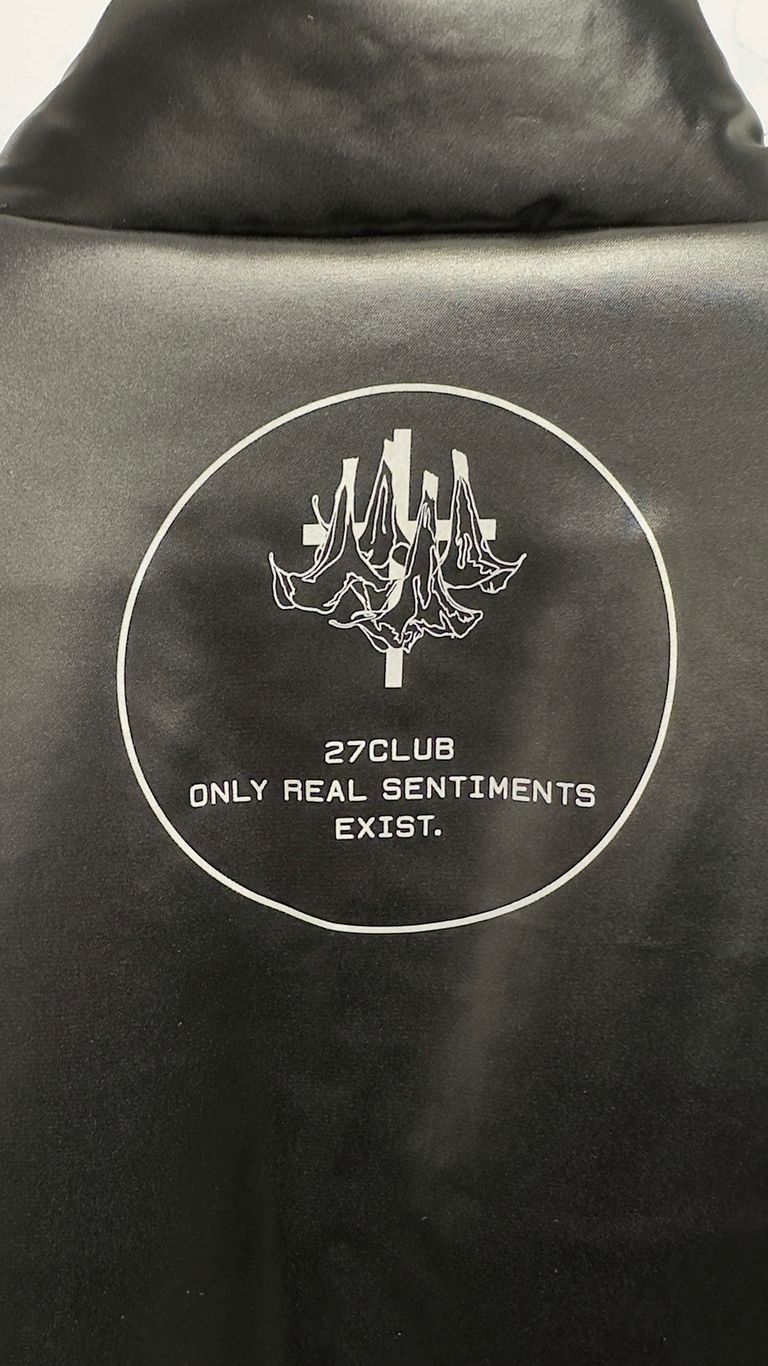 27CLUB
ONLY REAL SENTIMENTS
EXIST.